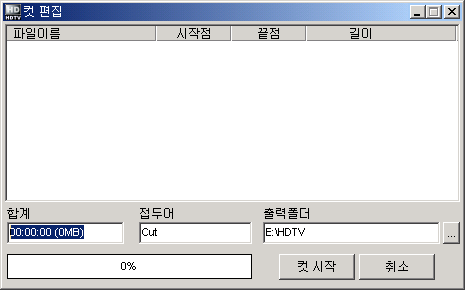 HD HDTV 컷 편집
파일이름 시작점 끝점 길이
합계 접두어 출력폴더
00:00:00 (0MB) Cut E:\HDTV ...
0% 컷 시작 취소